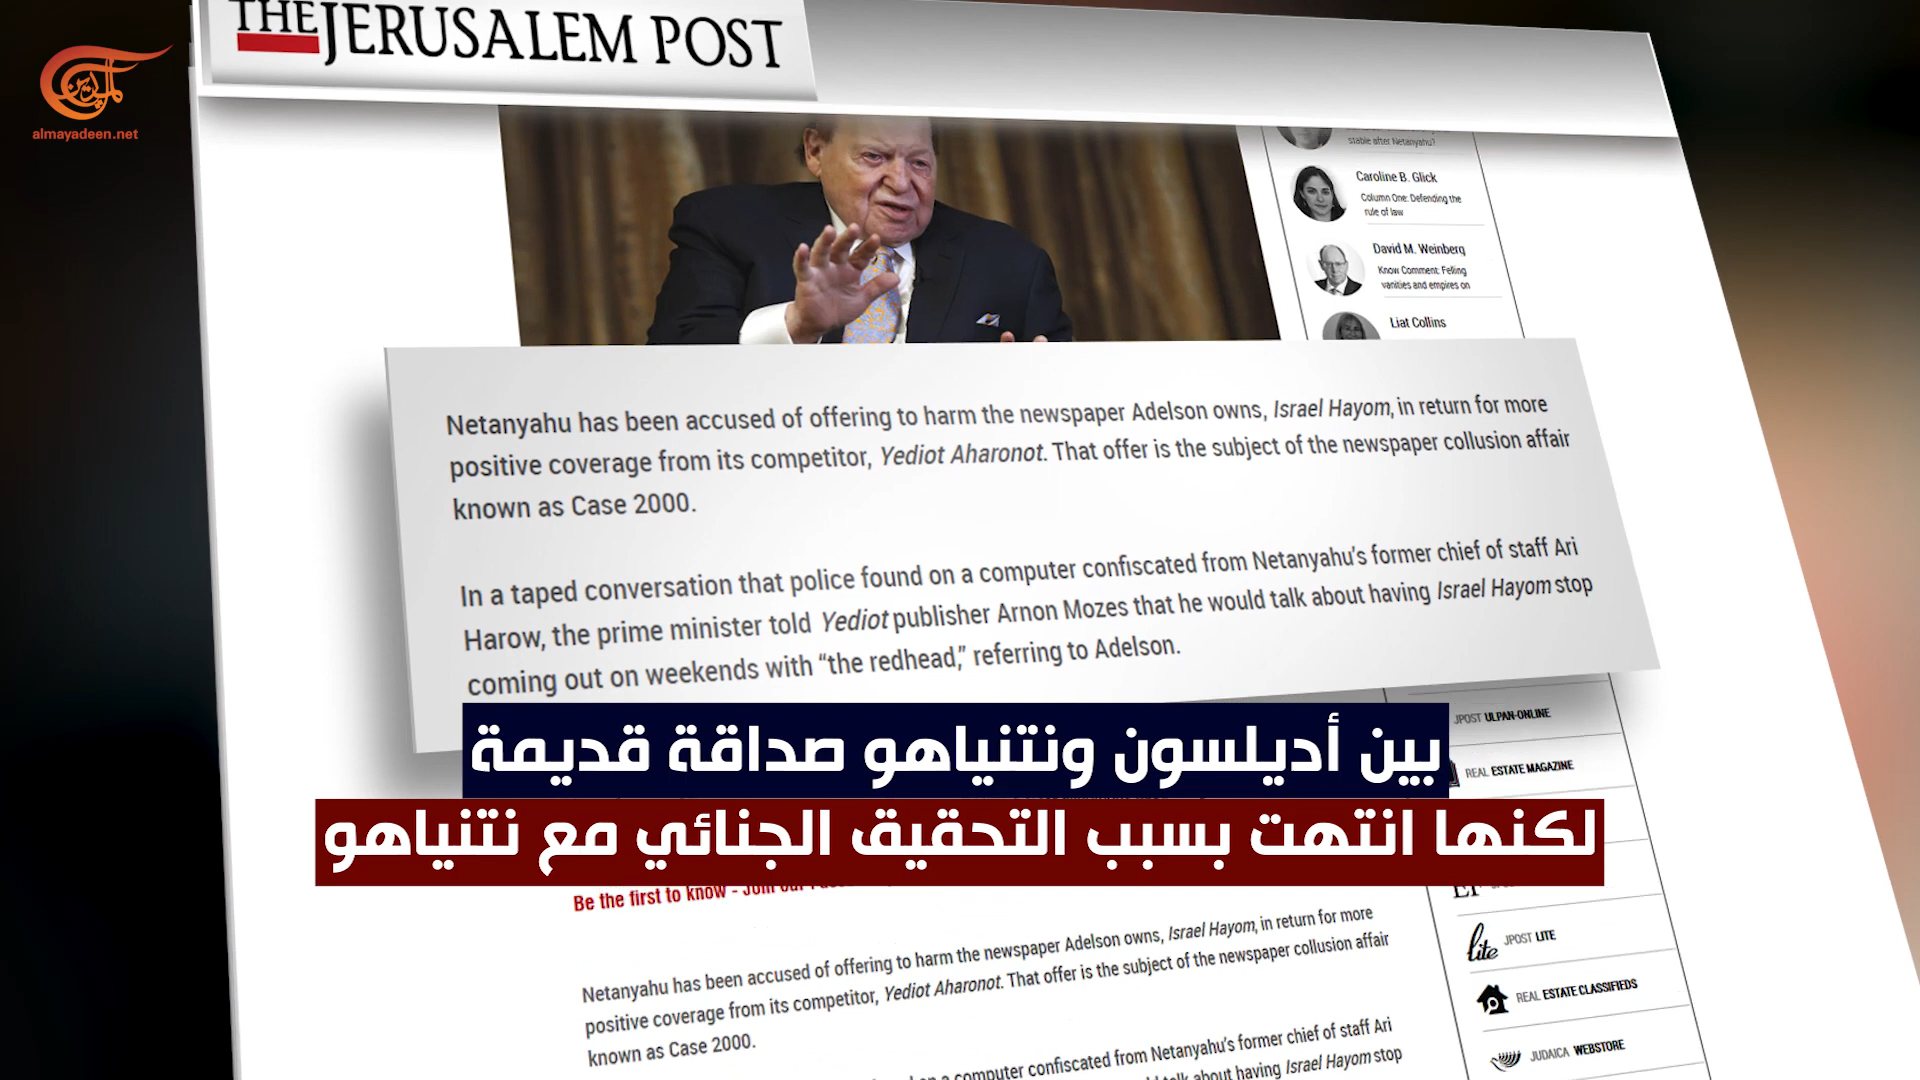 THE JERUSALEM POST
الميادين
almayadeen.net
stable after Netanyahu?
Caroline B. Glick
Column One: Defending the
rule of law
David M. Weinberg
Know Comment: Felling
vanities and empires on
Liat Collins
Netanyahu has been accused of offering to harm the newspaper Adelson owns, Israel Hayom, in return for more
positive coverage from its competitor, Yediot Aharonot. That offer is the subject of the newspaper collusion affair
known as Case 2000.
In a taped conversation that police found on a computer confiscated from Netanyahu's former chief of staff Ari
Harow, the prime minister told Yediot publisher Arnon Mozes that he would talk about having Israel Hayom stop
coming out on weekends with “the redhead,” referring to Adelson.
بين أديلسون ونتنياهو صداقة قديمة
لكنها انتهت بسبب التحقيق الجنائي مع نتنياهو
JPOST ULPAN-ONLINE
REAL ESTATE MAGAZINE
JPOST LITE
REAL ESTATE CLASSIFIEDS
JUDAICA WEBSTORE
Be the first to know - Join our
Netanyahu has been accused of offering to harm the newspaper Adelson owns, Israel Hayom, in return for more
positive coverage from its competitor, Yediot Aharonot. That offer is the subject of the newspaper collusion affair
known as Case 2000.
computer confiscated from Netanyahu's former chief of staff Ari
about having Israel Hayom stop